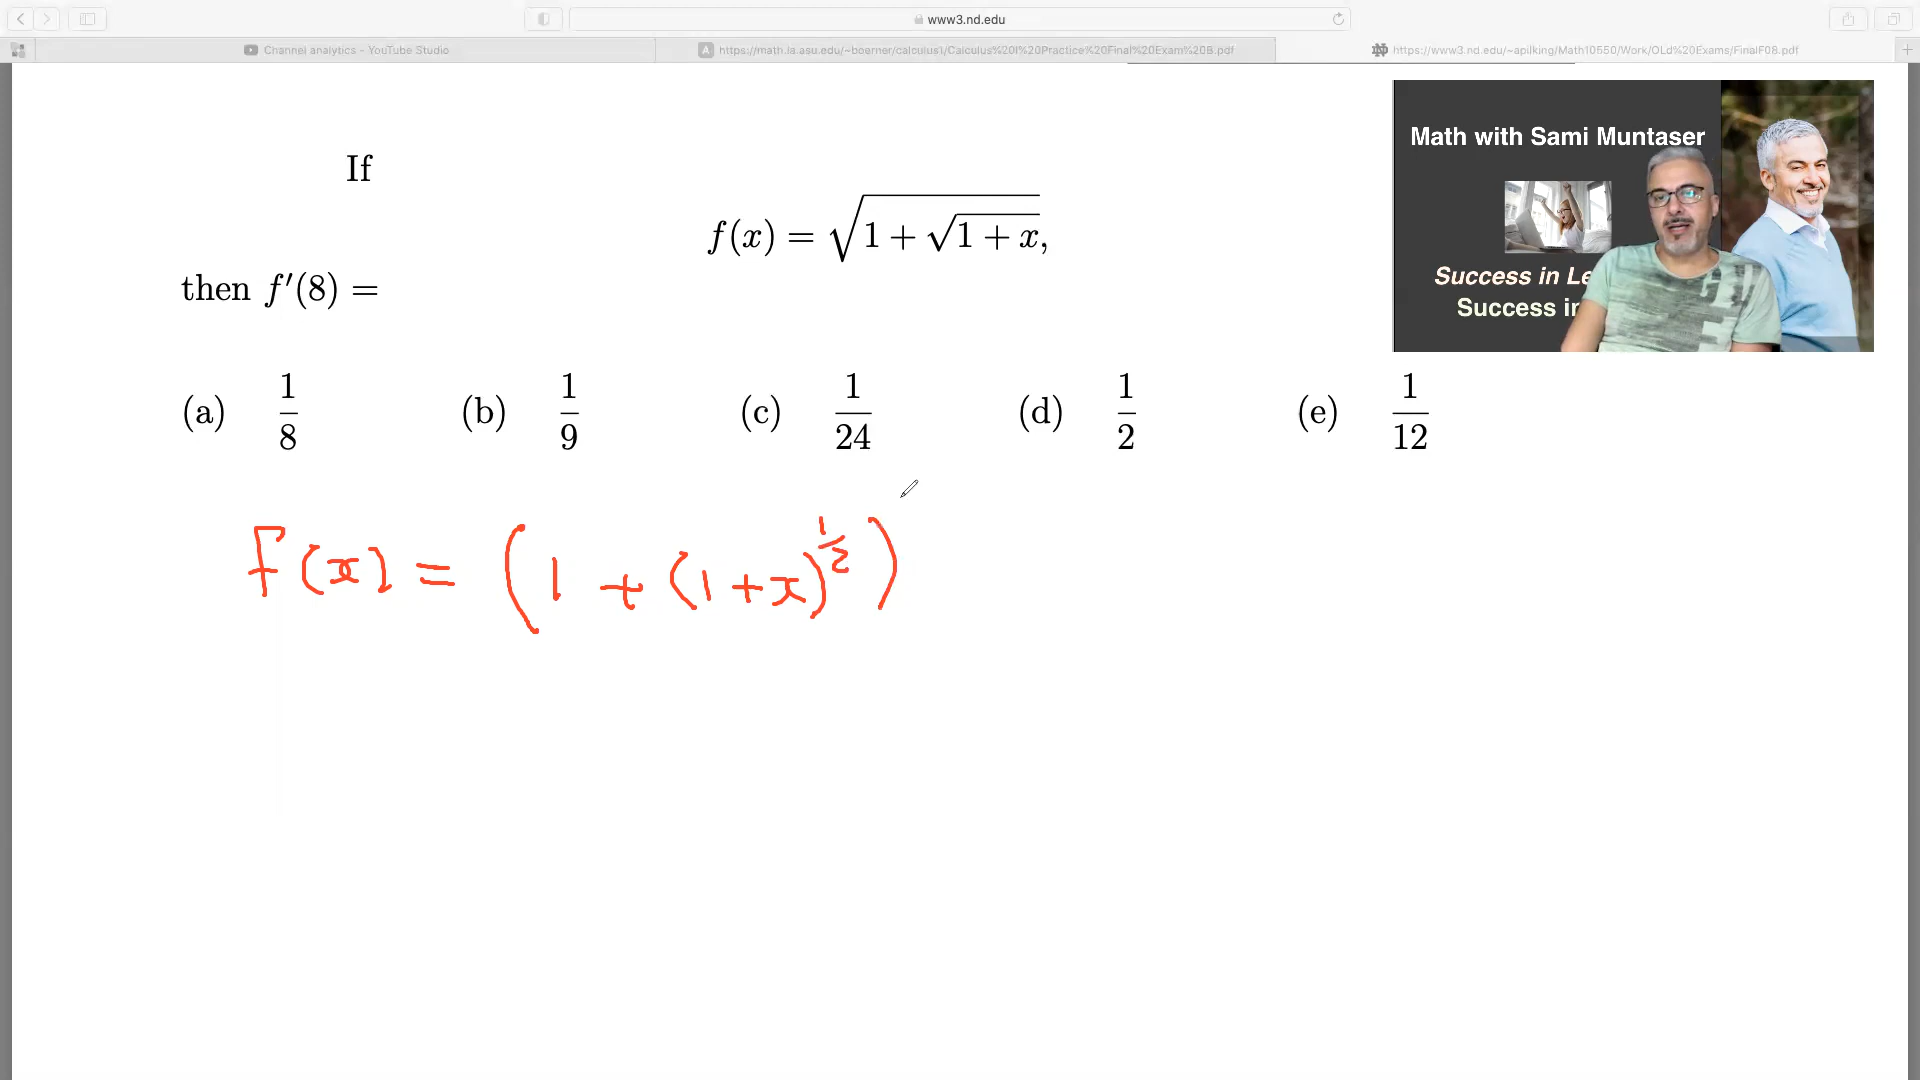 www3.nd.edu
Channel analytics - YouTube Studio
A https://math.la.asu.edu/~boerner/calculus1/Calculus%20I%20Practice%20Final%20Exam%20B.pdf
https://www3.nd.edu/~apilking/Math10550/Work/OLd%20Exams/FinalF08.pdf
Math with Sami Muntaser
Success in Le
Success in
If
f(x) = √(1 + √(1 + x)),
then f′(8) =
(a) 1/8 (b) 1/9 (c) 1/24 (d) 1/2 (e) 1/12
F(x) = (1 + (1+x)^1/2)